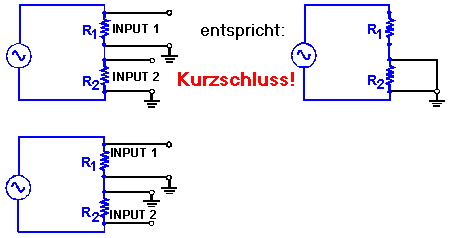 R1 INPUT 1
INPUT 2
R2
entspricht:
Kurzschluss!
R1
R2
R1 INPUT 1
R2 INPUT 2